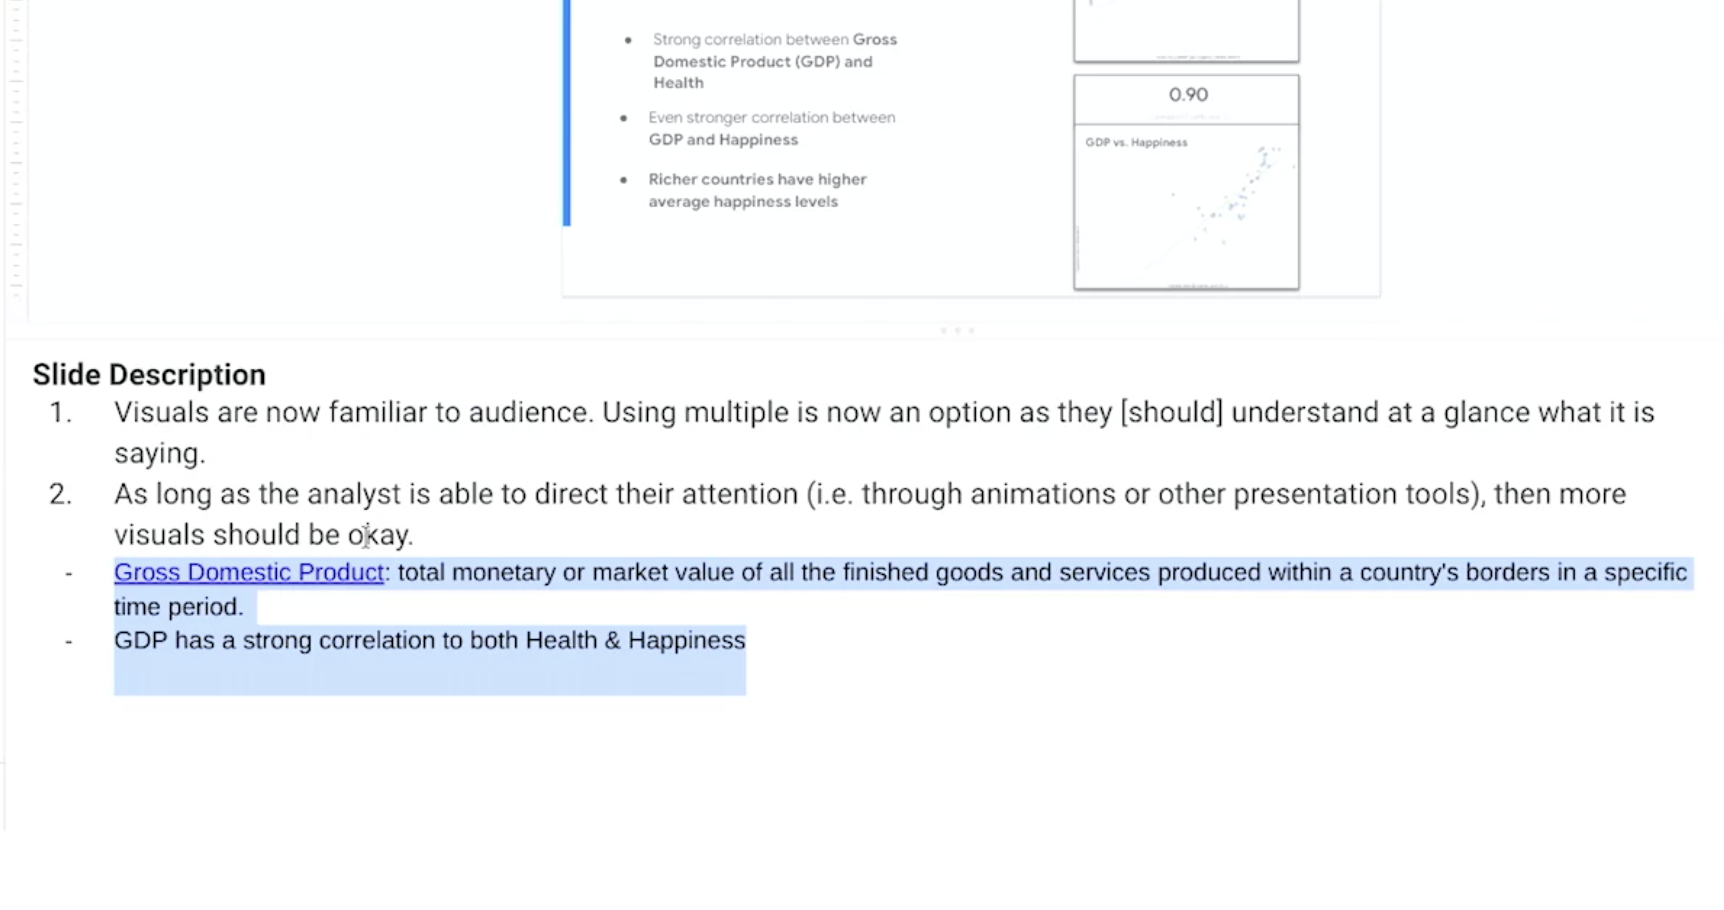 ● Strong correlation between Gross
Domestic Product (GDP) and
Health
● Even stronger correlation between
GDP and Happiness
● Richer countries have higher
average happiness levels
0.90
GDP vs. Happiness
Slide Description
1. Visuals are now familiar to audience. Using multiple is now an option as they [should] understand at a glance what it is
saying.
2. As long as the analyst is able to direct their attention (i.e. through animations or other presentation tools), then more
visuals should be okay.
- Gross Domestic Product: total monetary or market value of all the finished goods and services produced within a country's borders in a specific
time period.
- GDP has a strong correlation to both Health & Happiness